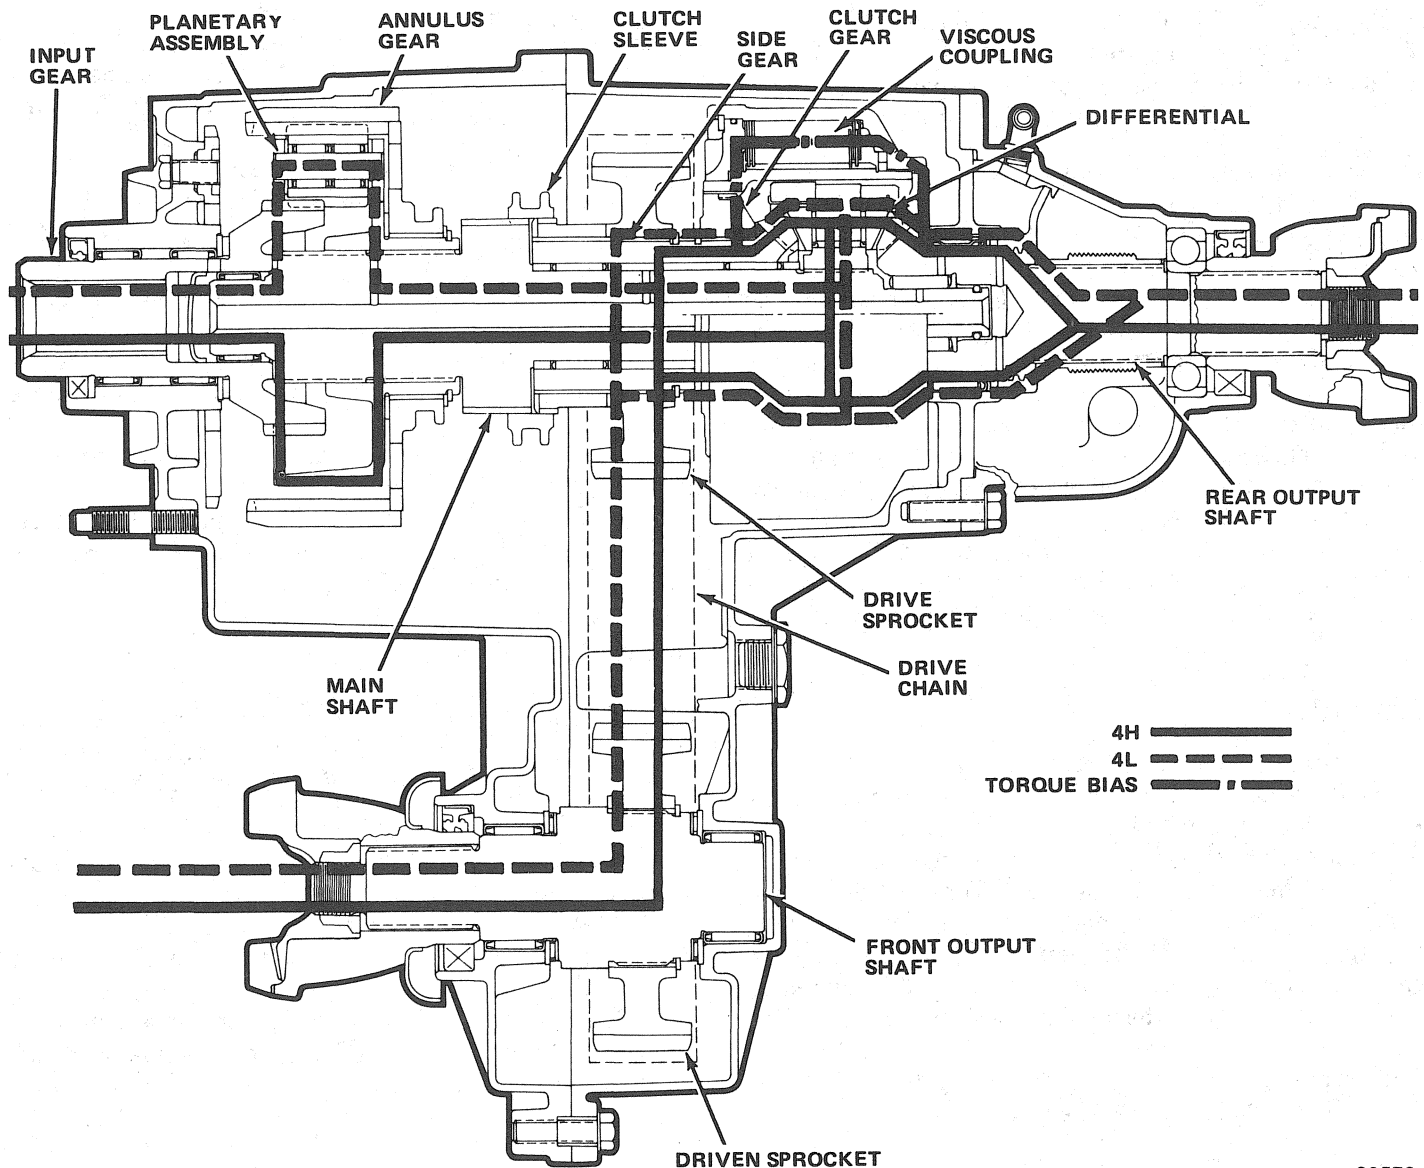 PLANETARY
ASSEMBLY
ANNULUS
GEAR
CLUTCH
SLEEVE
CLUTCH
GEAR
SIDE
GEAR
VISCOUS
COUPLING
INPUT
GEAR
DIFFERENTIAL
REAR OUTPUT
SHAFT
DRIVE
SPROCKET
DRIVE
CHAIN
MAIN
SHAFT
4H
4L
TORQUE BIAS
FRONT OUTPUT
SHAFT
DRIVEN SPROCKET